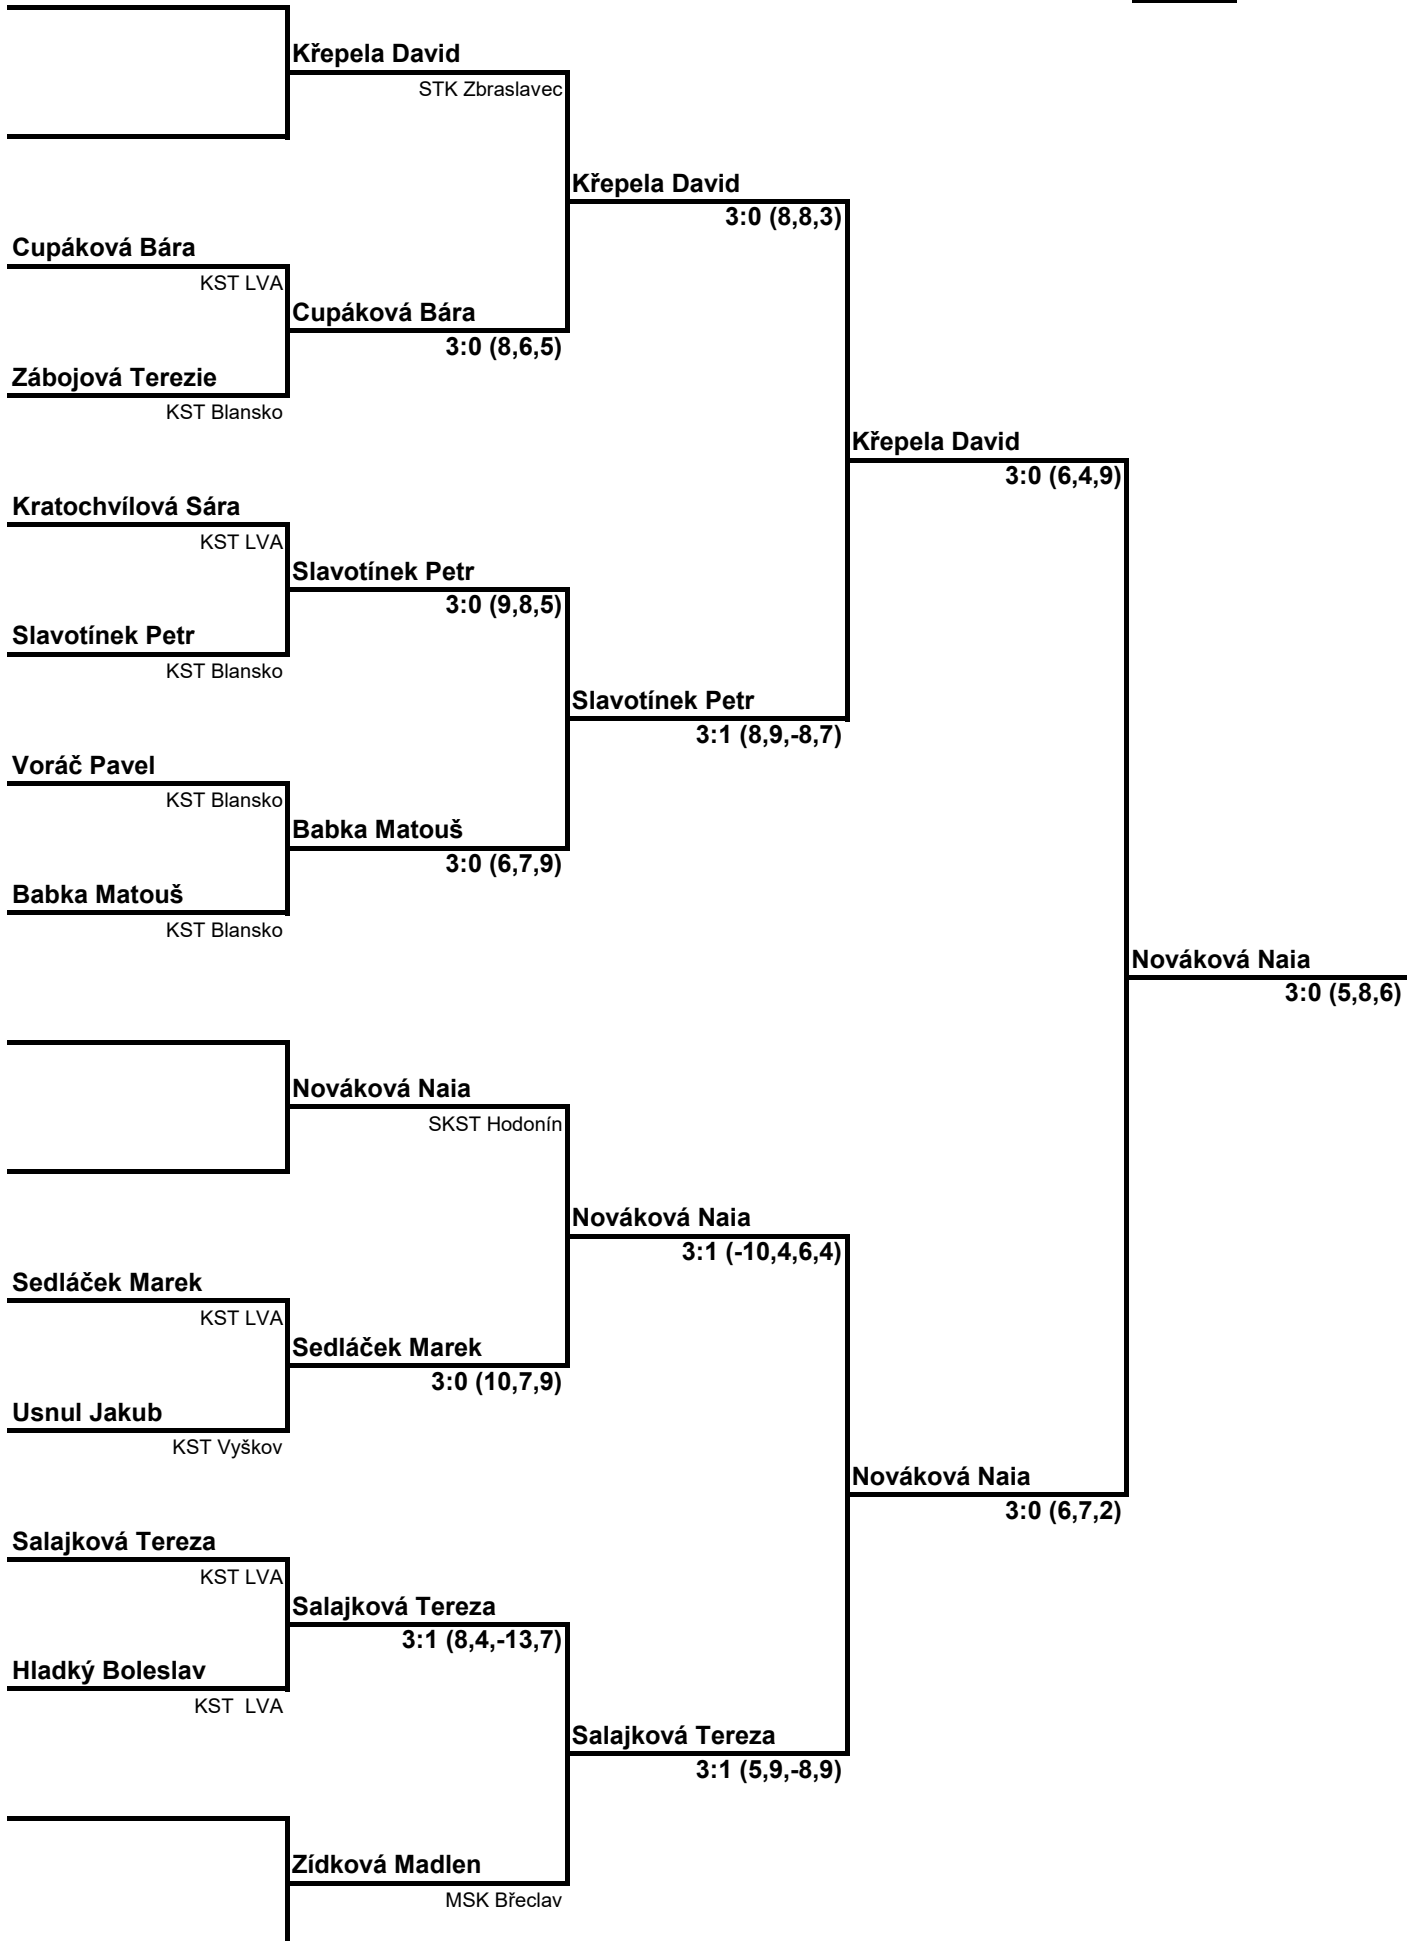 Křepela David
STK Zbraslavec
Křepela David
3:0 (8,8,3)
Cupáková Bára
KST LVA
Cupáková Bára
3:0 (8,6,5)
Zábojová Terezie
KST Blansko
Křepela David
3:0 (6,4,9)
Kratochvílová Sára
KST LVA
Slavotínek Petr
3:0 (9,8,5)
Slavotínek Petr
KST Blansko
Slavotínek Petr
3:1 (8,9,-8,7)
Voráč Pavel
KST Blansko
Babka Matouš
3:0 (6,7,9)
Babka Matouš
KST Blansko
Nováková Naia
3:0 (5,8,6)
Nováková Naia
SKST Hodonín
Nováková Naia
3:1 (-10,4,6,4)
Sedláček Marek
KST LVA
Sedláček Marek
3:0 (10,7,9)
Usnul Jakub
KST Vyškov
Nováková Naia
3:0 (6,7,2)
Salajková Tereza
KST LVA
Salajková Tereza
3:1 (8,4,-13,7)
Hladký Boleslav
KST  LVA
Salajková Tereza
3:1 (5,9,-8,9)
Zídková Madlen
MSK Břeclav